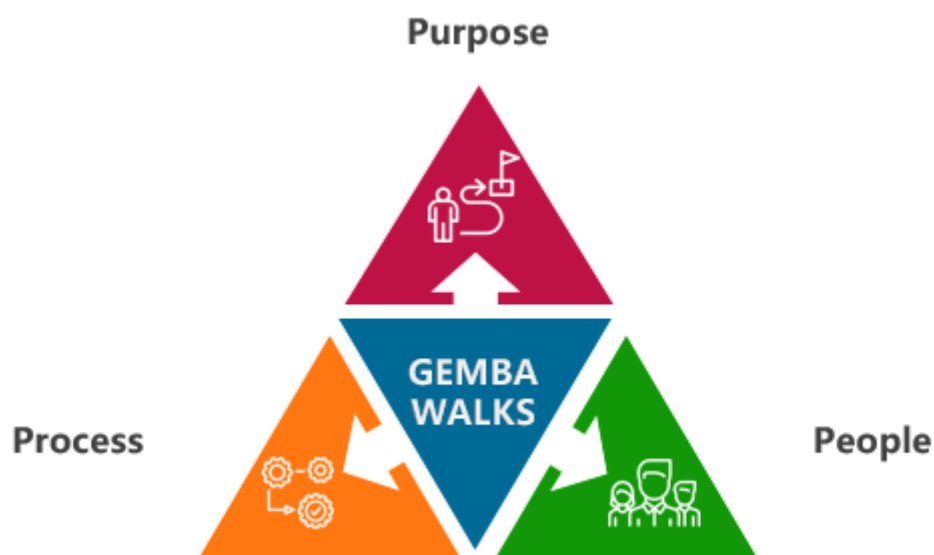 Purpose
GEMBA
WALKS
Process
People